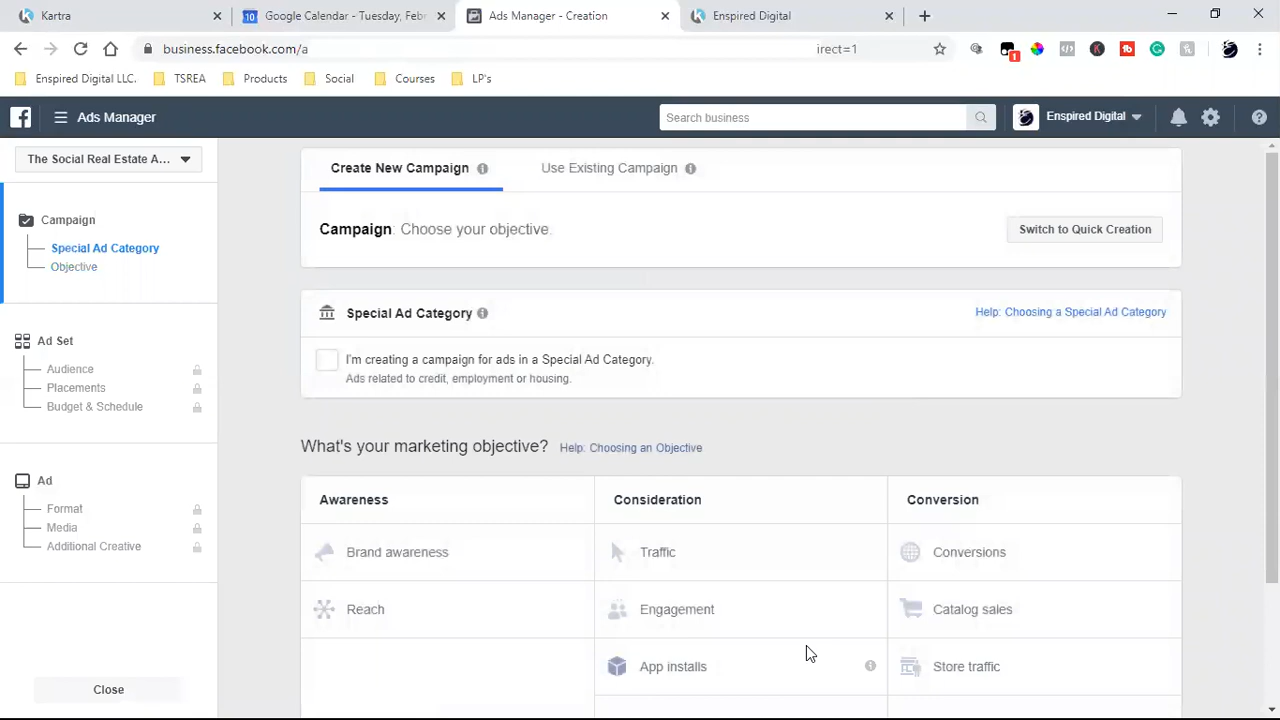 Kartra
Google Calendar - Tuesday, Feb
Ads Manager - Creation
Enspired Digital
business.facebook.com/a
irect=1
1
Enspired Digital LLC.
TSREA
Products
Social
Courses
LP's
Ads Manager
Search business
Enspired Digital
The Social Real Estate A...
Campaign
Special Ad Category
Objective
Ad Set
Audience
Placements
Budget & Schedule
Ad
Format
Media
Additional Creative
Close
Create New Campaign
Use Existing Campaign
Campaign: Choose your objective.
Switch to Quick Creation
Special Ad Category
Help: Choosing a Special Ad Category
I'm creating a campaign for ads in a Special Ad Category.
Ads related to credit, employment or housing.
What's your marketing objective?
Help: Choosing an Objective
Awareness
Consideration
Conversion
Brand awareness
Traffic
Conversions
Reach
Engagement
Catalog sales
App installs
Store traffic